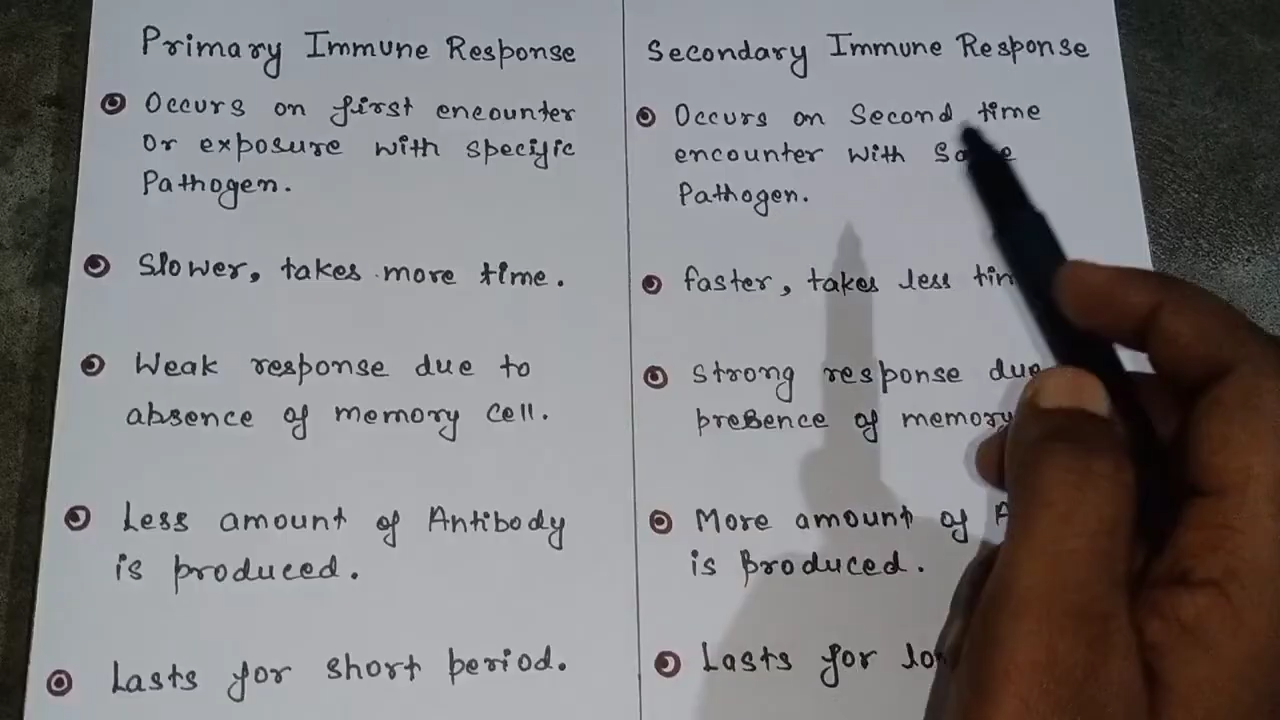 Primary Immune Response
Occurs on first encounter
or exposure with specific
Pathogen.
Slower, takes more time.
Weak response due to
absence of memory cell.
Less amount of Antibody
is produced.
Lasts for short period.
Secondary Immune Response
Occurs on Second time
encounter with
Pathogen.
faster, takes less
Strong response due
presence of memory
More amount of
is produced.
Lasts for